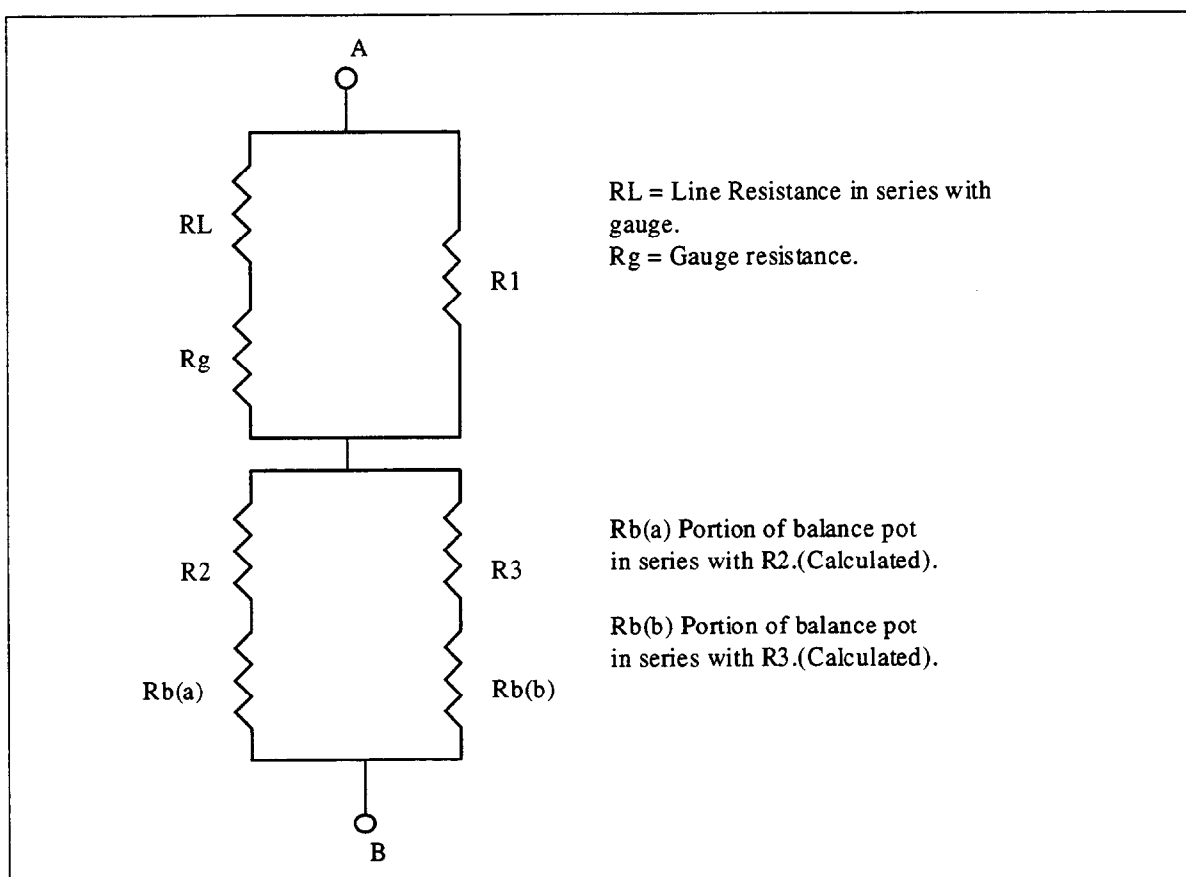 A
RL
R1
Rg
RL = Line Resistance in series with
gauge.
Rg = Gauge resistance.
R2
R3
Rb(a)
Rb(b)
Rb(a) Portion of balance pot
in series with R2.(Calculated).
Rb(b) Portion of balance pot
in series with R3.(Calculated).
B